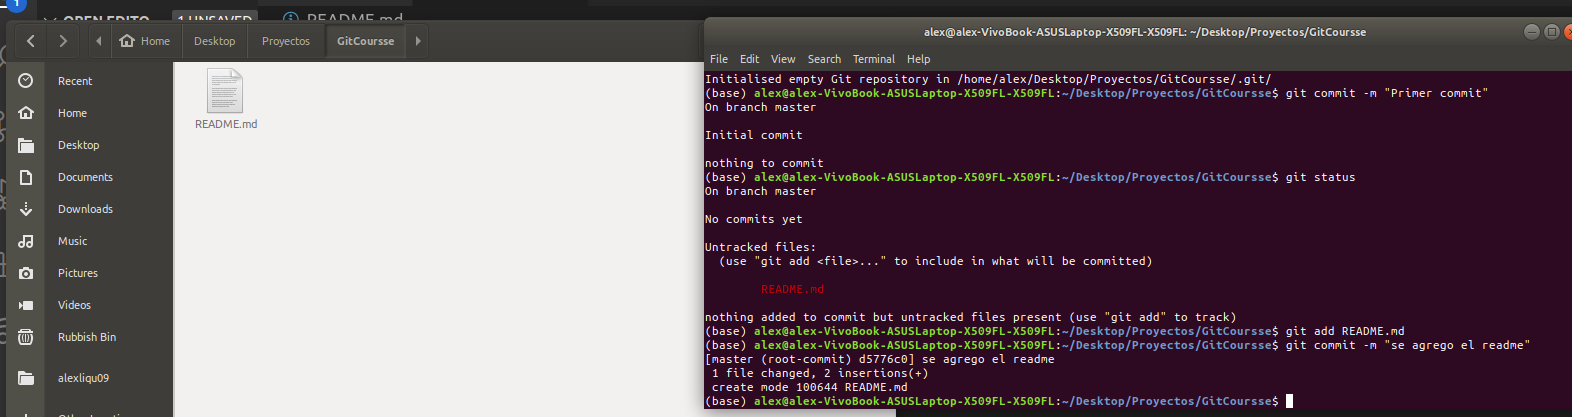 1
OPEN EDITO
1 UNSAVED
README.md
Home
Desktop
Proyectos
GitCoursse
Recent
Home
Desktop
Documents
Downloads
Music
Pictures
Videos
Rubbish Bin
alexliqu09
README.md
alex@alex-VivoBook-ASUSLaptop-X509FL-X509FL: ~/Desktop/Proyectos/GitCoursse
File Edit View Search Terminal Help
Initialised empty Git repository in /home/alex/Desktop/Proyectos/GitCoursse/.git/
(base) alex@alex-VivoBook-ASUSLaptop-X509FL-X509FL:~/Desktop/Proyectos/GitCoursse$ git commit -m "Primer commit"
On branch master
Initial commit
nothing to commit
(base) alex@alex-VivoBook-ASUSLaptop-X509FL-X509FL:~/Desktop/Proyectos/GitCoursse$ git status
On branch master
No commits yet
Untracked files:
(use "git add <file>..." to include in what will be committed)
README.md
nothing added to commit but untracked files present (use "git add" to track)
(base) alex@alex-VivoBook-ASUSLaptop-X509FL-X509FL:~/Desktop/Proyectos/GitCoursse$ git add README.md
(base) alex@alex-VivoBook-ASUSLaptop-X509FL-X509FL:~/Desktop/Proyectos/GitCoursse$ git commit -m "se agrego el readme"
[master (root-commit) d5776c0] se agrego el readme
1 file changed, 2 insertions(+)
create mode 100644 README.md
(base) alex@alex-VivoBook-ASUSLaptop-X509FL-X509FL:~/Desktop/Proyectos/GitCoursse$